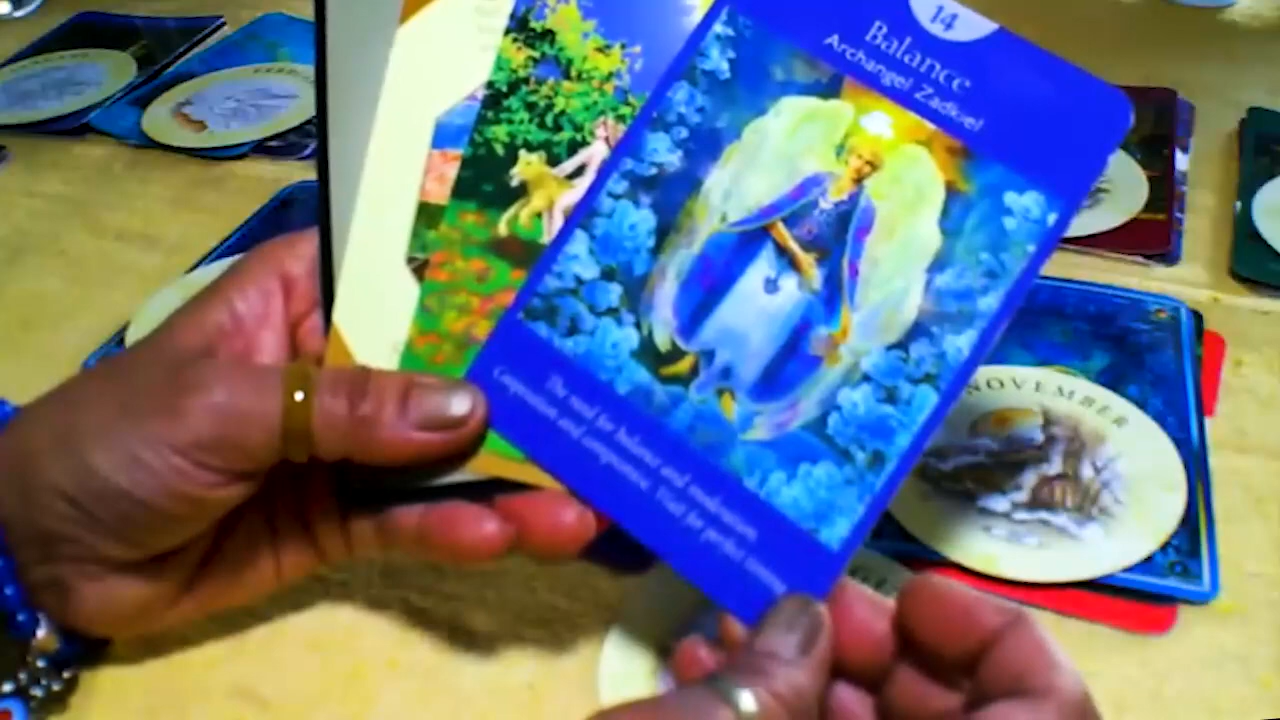 14
Balance
Archangel Zadkiel
The need for balance and moderation.
Cooperation and compromise. Wait for perfect timing.
NOVEMBER